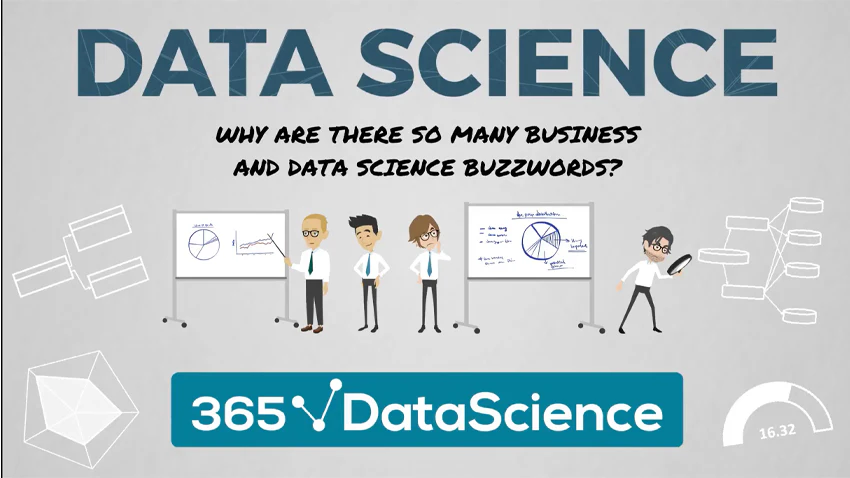 DATA SCIENCE
WHY ARE THERE SO MANY BUSINESS
AND DATA SCIENCE BUZZWORDS?
365 DataScience
16.32